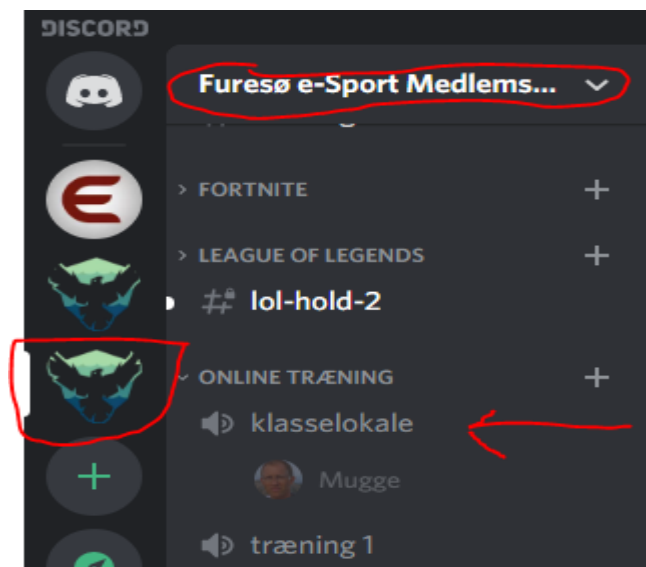 DISCORD
Furesø e-Sport Medlems...
FORTNITE
LEAGUE OF LEGENDS
lol-hold-2
ONLINE TRÆNING
klasselokale
Mugge
træning 1